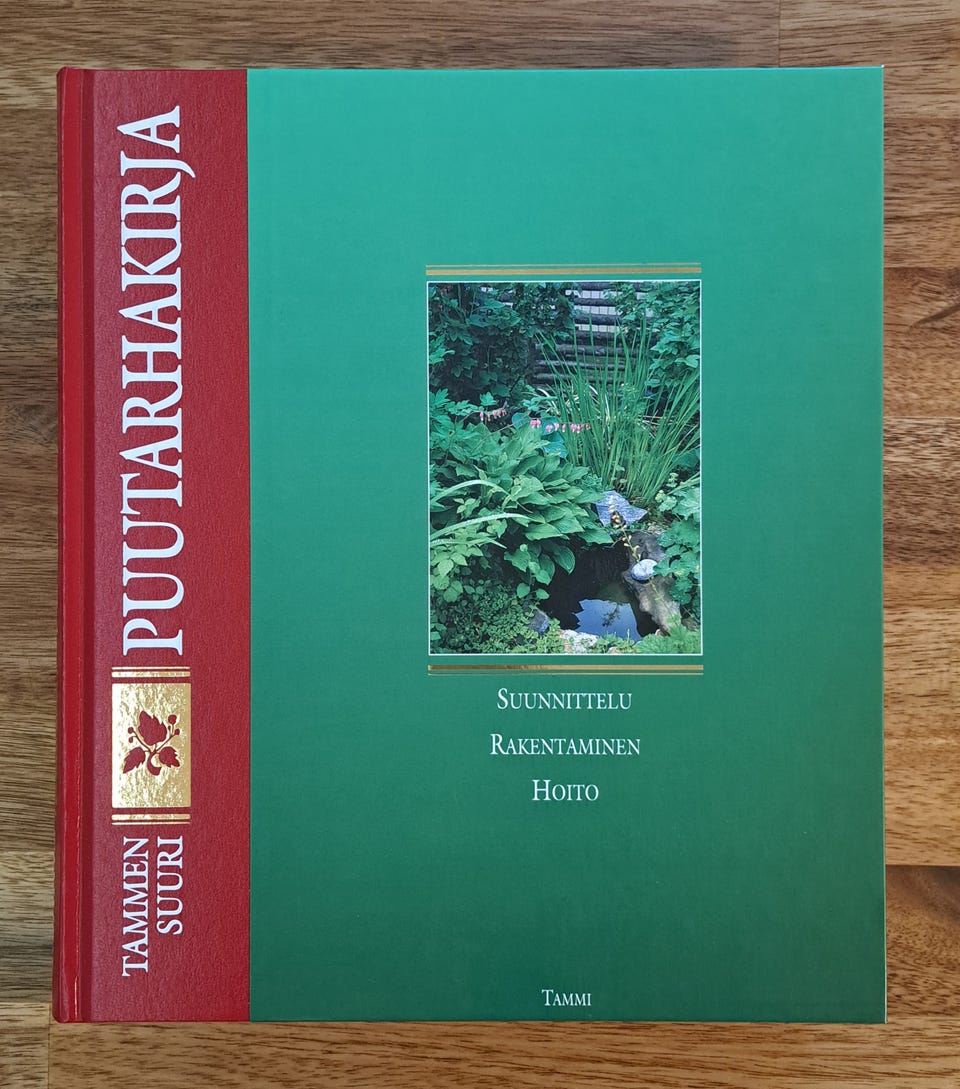 TAMMEN
SUURI
PUUTARHAKIRJA
SUUNNITTELU
RAKENTAMINEN
HOITO
TAMMI